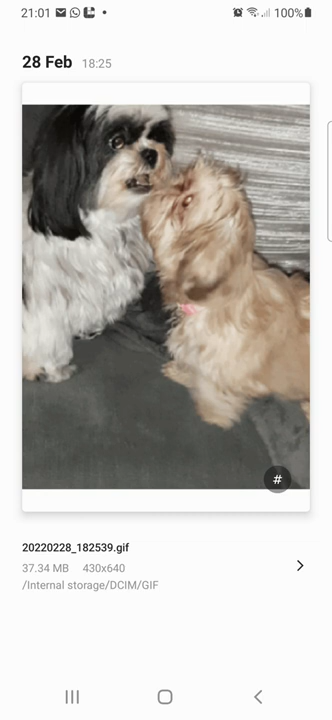 21:01 100%
28 Feb 18:25
#
20220228_182539.gif
37.34 MB 430x640
/Internal storage/DCIM/GIF